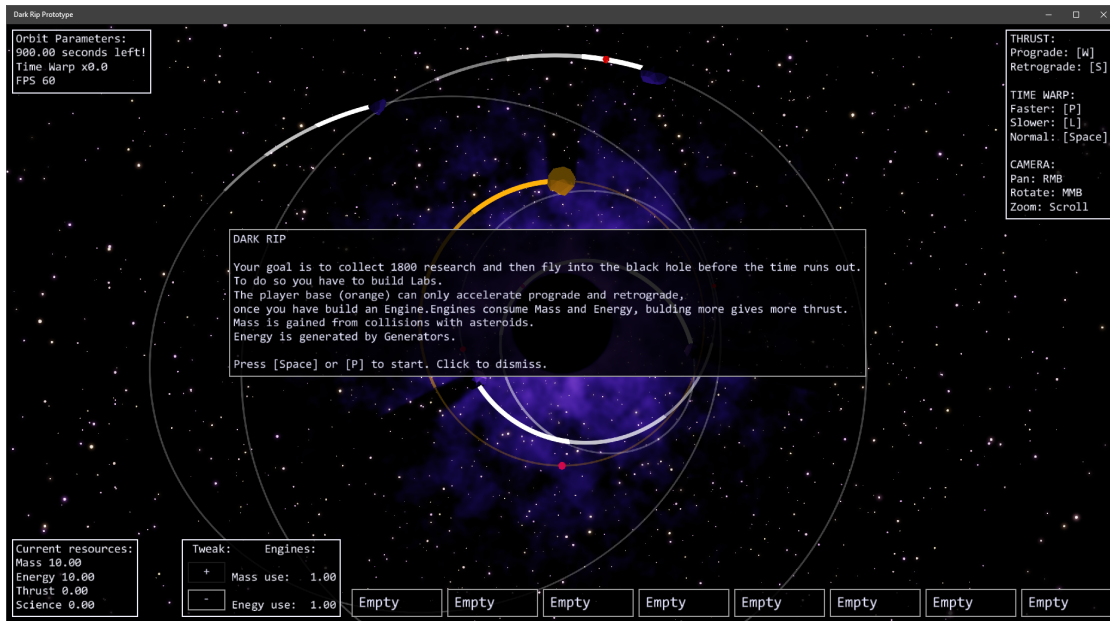 Dark Rip Prototype
Orbit Parameters:
900.00 seconds left!
Time Warp x0.0
FPS 60
THRUST:
Prograde: [W]
Retrograde: [S]
TIME WARP:
Faster: [P]
Slower: [L]
Normal: [Space]
CAMERA:
Pan: RMB
Rotate: MMB
Zoom: Scroll
DARK RIP
Your goal is to collect 1800 research and then fly into the black hole before the time runs out.
To do so you have to build Labs.
The player base (orange) can only accelerate prograde and retrograde,
once you have build an Engine.Engines consume Mass and Energy, bulding more gives more thrust.
Mass is gained from collisions with asteroids.
Energy is generated by Generators.
Press [Space] or [P] to start. Click to dismiss.
Current resources:
Mass 10.00
Energy 10.00
Thrust 0.00
Science 0.00
Tweak: Engines:
+ Mass use: 1.00
- Enegy use: 1.00
Empty Empty Empty Empty Empty Empty Empty Empty